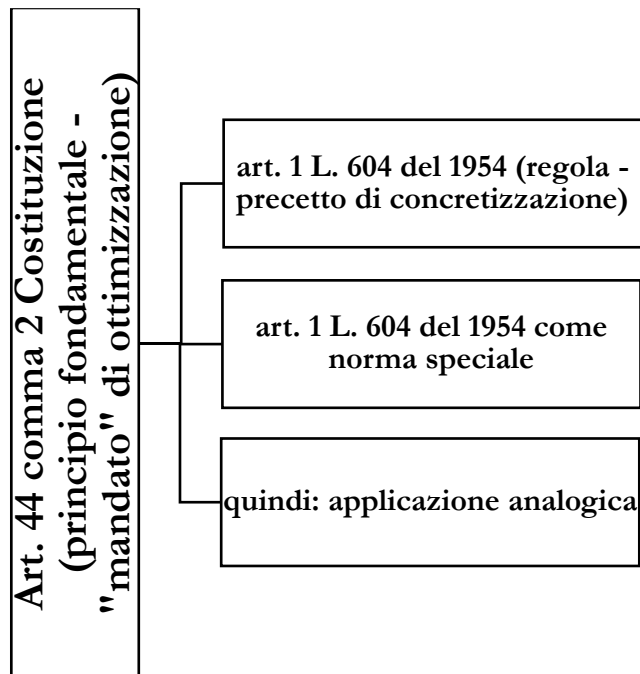 Art. 44 comma 2 Costituzione
(principio fondamentale -
"mandato" di ottimizzazione)
art. 1 L. 604 del 1954 (regola -
precetto di concretizzazione)
art. 1 L. 604 del 1954 come
norma speciale
quindi: applicazione analogica